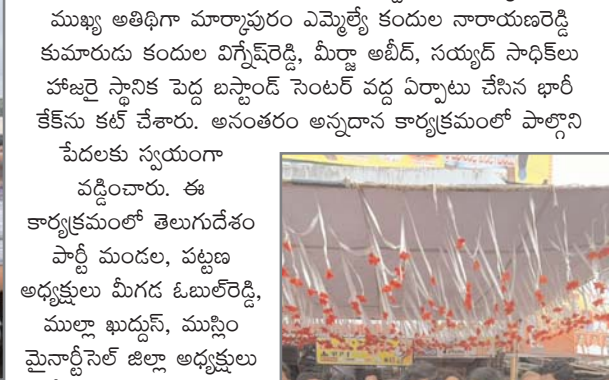 ముఖ్య అతిథిగా మార్కాపురం ఎమ్మెల్యే కందుల నారాయణరెడ్డి
కుమారుడు కందుల విగ్నేష్‌రెడ్డి, మీర్జా అబీద్, సయ్యద్ సాధిక్‌లు
హాజరై స్థానిక పెద్ద బస్టాండ్ సెంటర్ వద్ద ఏర్పాటు చేసిన భారీ
కేక్‌ను కట్ చేశారు. అనంతరం అన్నదాన కార్యక్రమంలో పాల్గొని
పేదలకు స్వయంగా
వడ్డించారు. ఈ
కార్యక్రమంలో తెలుగుదేశం
పార్టీ మండల, పట్టణ
అధ్యక్షులు మీగడ ఓబుల్‌రెడ్డి,
ముల్లా ఖుద్దుస్, ముస్లిం
మైనార్టీసెల్ జిల్లా అధ్యక్షులు